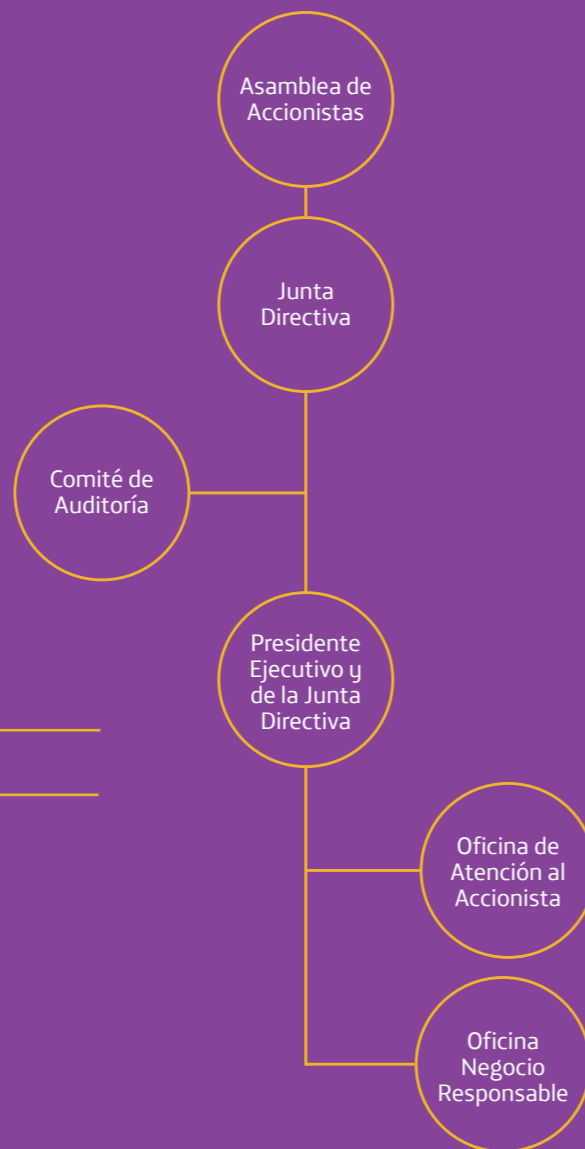 Asamblea de
Accionistas
Junta
Directiva
Comité de
Auditoría
Presidente
Ejecutivo y
de la Junta
Directiva
Oficina de
Atención al
Accionista
Oficina
Negocio
Responsable